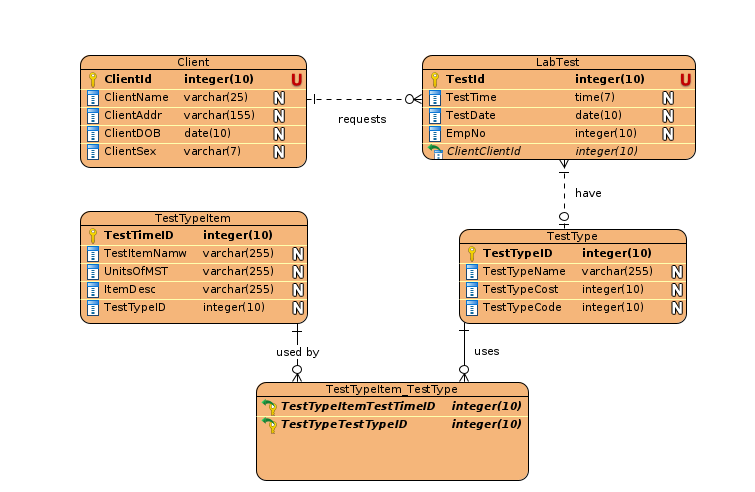 Client
ClientId integer(10) U
ClientName varchar(25) N
ClientAddr varchar(155) N
ClientDOB date(10) N
ClientSex varchar(7) N
requests
LabTest
TestId integer(10) U
TestTime time(7) N
TestDate date(10) N
EmpNo integer(10) N
ClientClientId integer(10)
have
TestTypeItem
TestTimeID integer(10)
TestItemNamw varchar(255) N
UnitsOfMST varchar(255) N
ItemDesc varchar(255) N
TestTypeID integer(10) N
TestType
TestTypeID integer(10)
TestTypeName varchar(255) N
TestTypeCost integer(10) N
TestTypeCode integer(10) N
used by
uses
TestTypeItem_TestType
TestTypeItemTestTimeID integer(10)
TestTypeTestTypeID integer(10)